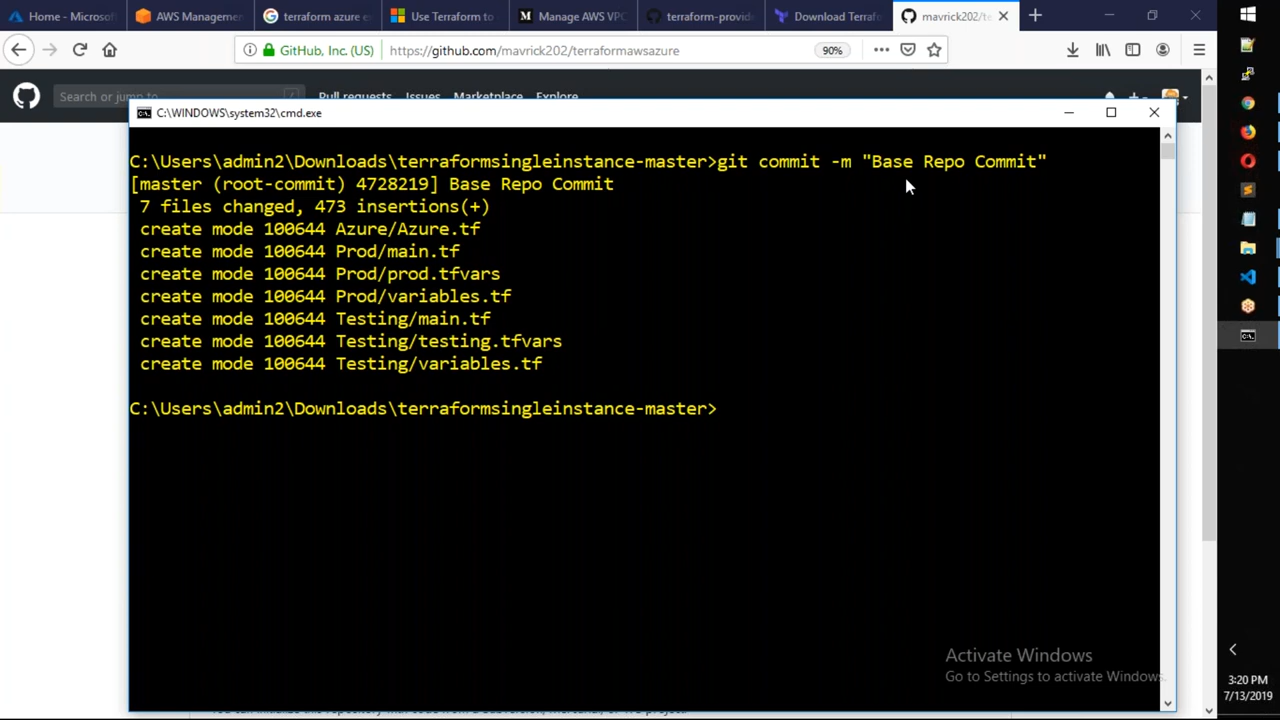 Home - Microsof
AWS Manageme
terraform azure e
Use Terraform to
Manage AWS VPC
terraform-provid
Download Terraf
mavrick202/te
GitHub, Inc. (US)
https://github.com/mavrick202/terraformawsazure
90%
Search or jump to
/
Pull requests
Issues
Marketplace
Explore
C:\WINDOWS\system32\cmd.exe
C:\Users\admin2\Downloads\terraformsingleinstance-master>git commit -m "Base Repo Commit"
[master (root-commit) 4728219] Base Repo Commit
7 files changed, 473 insertions(+)
create mode 100644 Azure/Azure.tf
create mode 100644 Prod/main.tf
create mode 100644 Prod/prod.tfvars
create mode 100644 Prod/variables.tf
create mode 100644 Testing/main.tf
create mode 100644 Testing/testing.tfvars
create mode 100644 Testing/variables.tf
C:\Users\admin2\Downloads\terraformsingleinstance-master>
Activate Windows
Go to Settings to activate Windows.
3:20 PM
7/13/2019